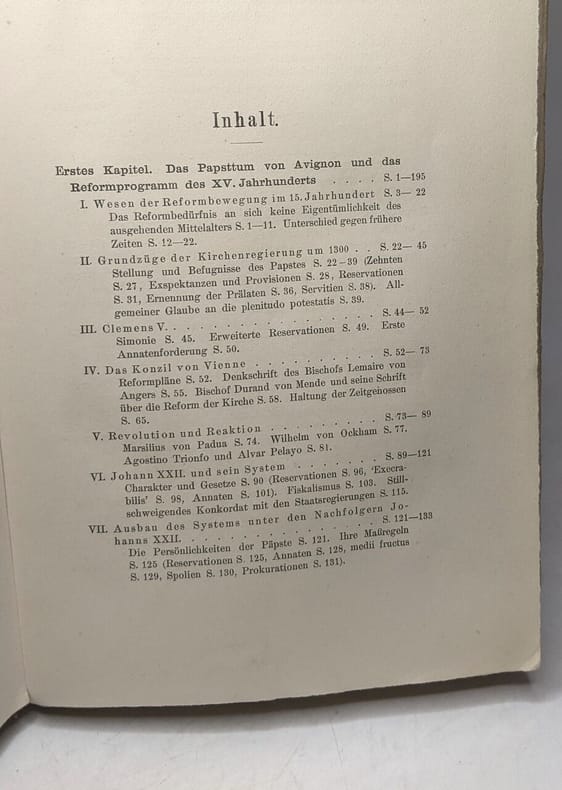 Inhalt.
Erstes Kapitel. Das Papsttum von Avignon und das
Reformprogramm des XV. Jahrhunderts . . . . S. 1—195
I. Wesen der Reformbewegung im 15. Jahrhundert S. 3— 22
Das Reformbedürfnis an sich keine Eigentümlichkeit des
ausgehenden Mittelalters S. 1—11. Unterschied gegen frühere
Zeiten S. 12—22.
II. Grundzüge der Kirchenregierung um 1300 . . S. 22— 45
Stellung und Befugnisse des Papstes S. 22—39 (Zehnten
S. 27, Exspektanzen und Provisionen S. 28, Reservationen
S. 31, Ernennung der Prälaten S. 36, Servitien S. 38). All-
gemeiner Glaube an die plenitudo potestatis S. 39.
III. Clemens V. . . . . . . . . . . . . . S. 44— 52
Simonie S. 45. Erweiterte Reservationen S. 49. Erste
Annatenforderung S. 50.
IV. Das Konzil von Vienne . . . . . . . . . S. 52— 73
Reformpläne S. 52. Denkschrift des Bischofs Lemaire von
Angers S. 55. Bischof Durand von Mende und seine Schrift
über die Reform der Kirche S. 58. Haltung der Zeitgenossen
S. 65.
V. Revolution und Reaktion . . . . . . . . S. 73— 89
Marsilius von Padua S. 74. Wilhelm von Ockham S. 77.
Agostino Trionfo und Alvar Pelayo S. 81.
VI. Johann XXII. und sein System . . . . . . . S. 89—121
Charakter und Gesetze S. 90 (Reservationen S. 96, 'Execra-
bilis' S. 98, Annaten S. 101). Fiskalismus S. 103. Still-
schweigendes Konkordat mit den Staatsregierungen S. 115.
VII. Ausbau des Systems unter den Nachfolgern Jo-
hanns XXII. . . . . . . . . . . . . . S. 121—133
Die Persönlichkeiten der Päpste S. 121. Ihre Maßregeln
S. 125 (Reservationen S. 125, Annaten S. 128, medii fructus
S. 129, Spolien S. 130, Prokurationen S. 131).